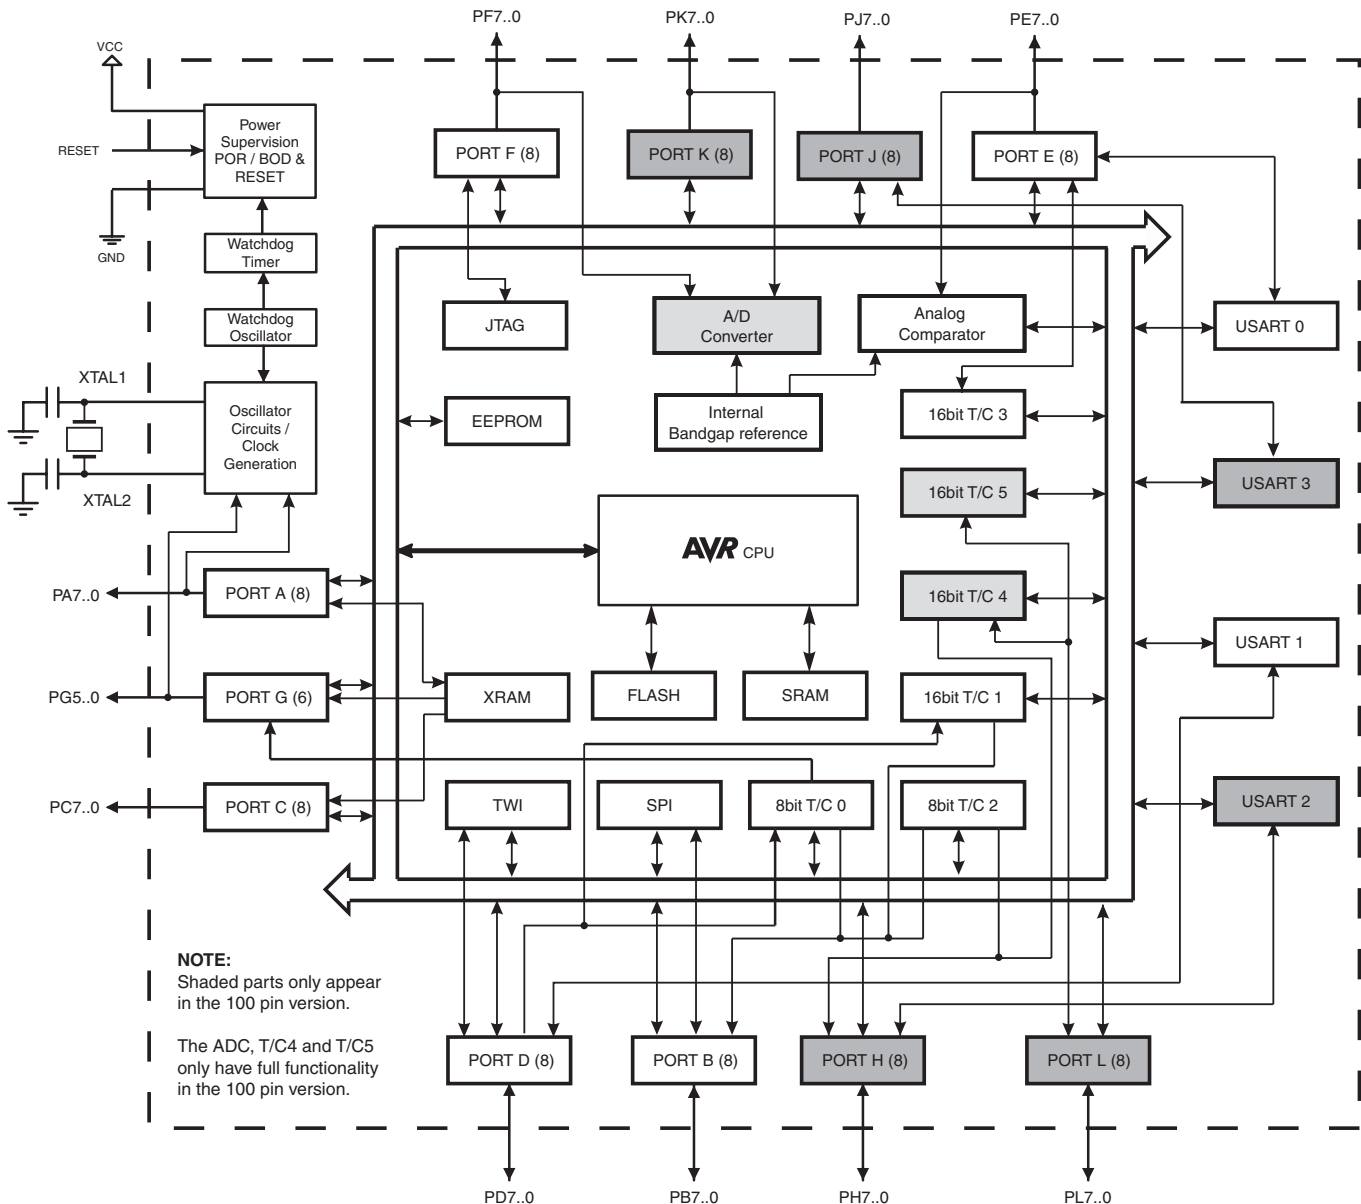 PF7..0
PK7..0
PJ7..0
PE7..0
VCC
RESET
GND
Power
Supervision
POR / BOD &
RESET
PORT F (8)
PORT K (8)
PORT J (8)
PORT E (8)
Watchdog
Timer
Watchdog
Oscillator
JTAG
A/D
Converter
Analog
Comparator
USART 0
XTAL1
XTAL2
Oscillator
Circuits /
Clock
Generation
EEPROM
Internal
Bandgap reference
16bit T/C 3
16bit T/C 5
USART 3
AVR CPU
PA7..0
PORT A (8)
16bit T/C 4
USART 1
PG5..0
PORT G (6)
XRAM
FLASH
SRAM
16bit T/C 1
PC7..0
PORT C (8)
TWI
SPI
8bit T/C 0
8bit T/C 2
USART 2
NOTE:
Shaded parts only appear
in the 100 pin version.
The ADC, T/C4 and T/C5
only have full functionality
in the 100 pin version.
PORT D (8)
PORT B (8)
PORT H (8)
PORT L (8)
PD7..0
PB7..0
PH7..0
PL7..0